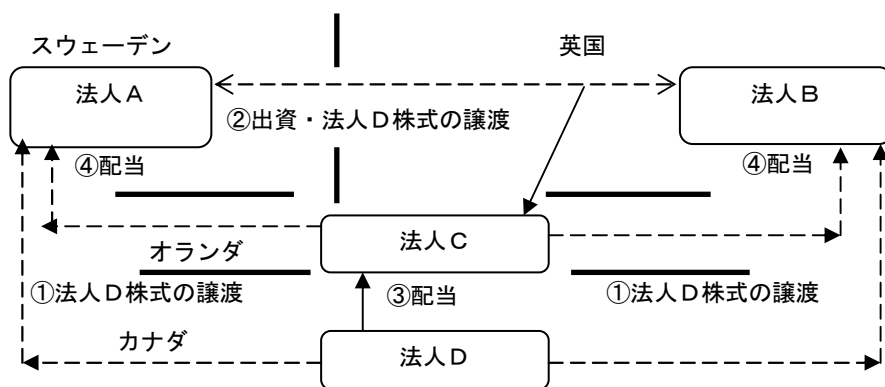 スウェーデン
英国
法人A
法人B
②出資・法人D株式の譲渡
④配当
④配当
法人C
オランダ
①法人D株式の譲渡
①法人D株式の譲渡
③配当
カナダ
法人D